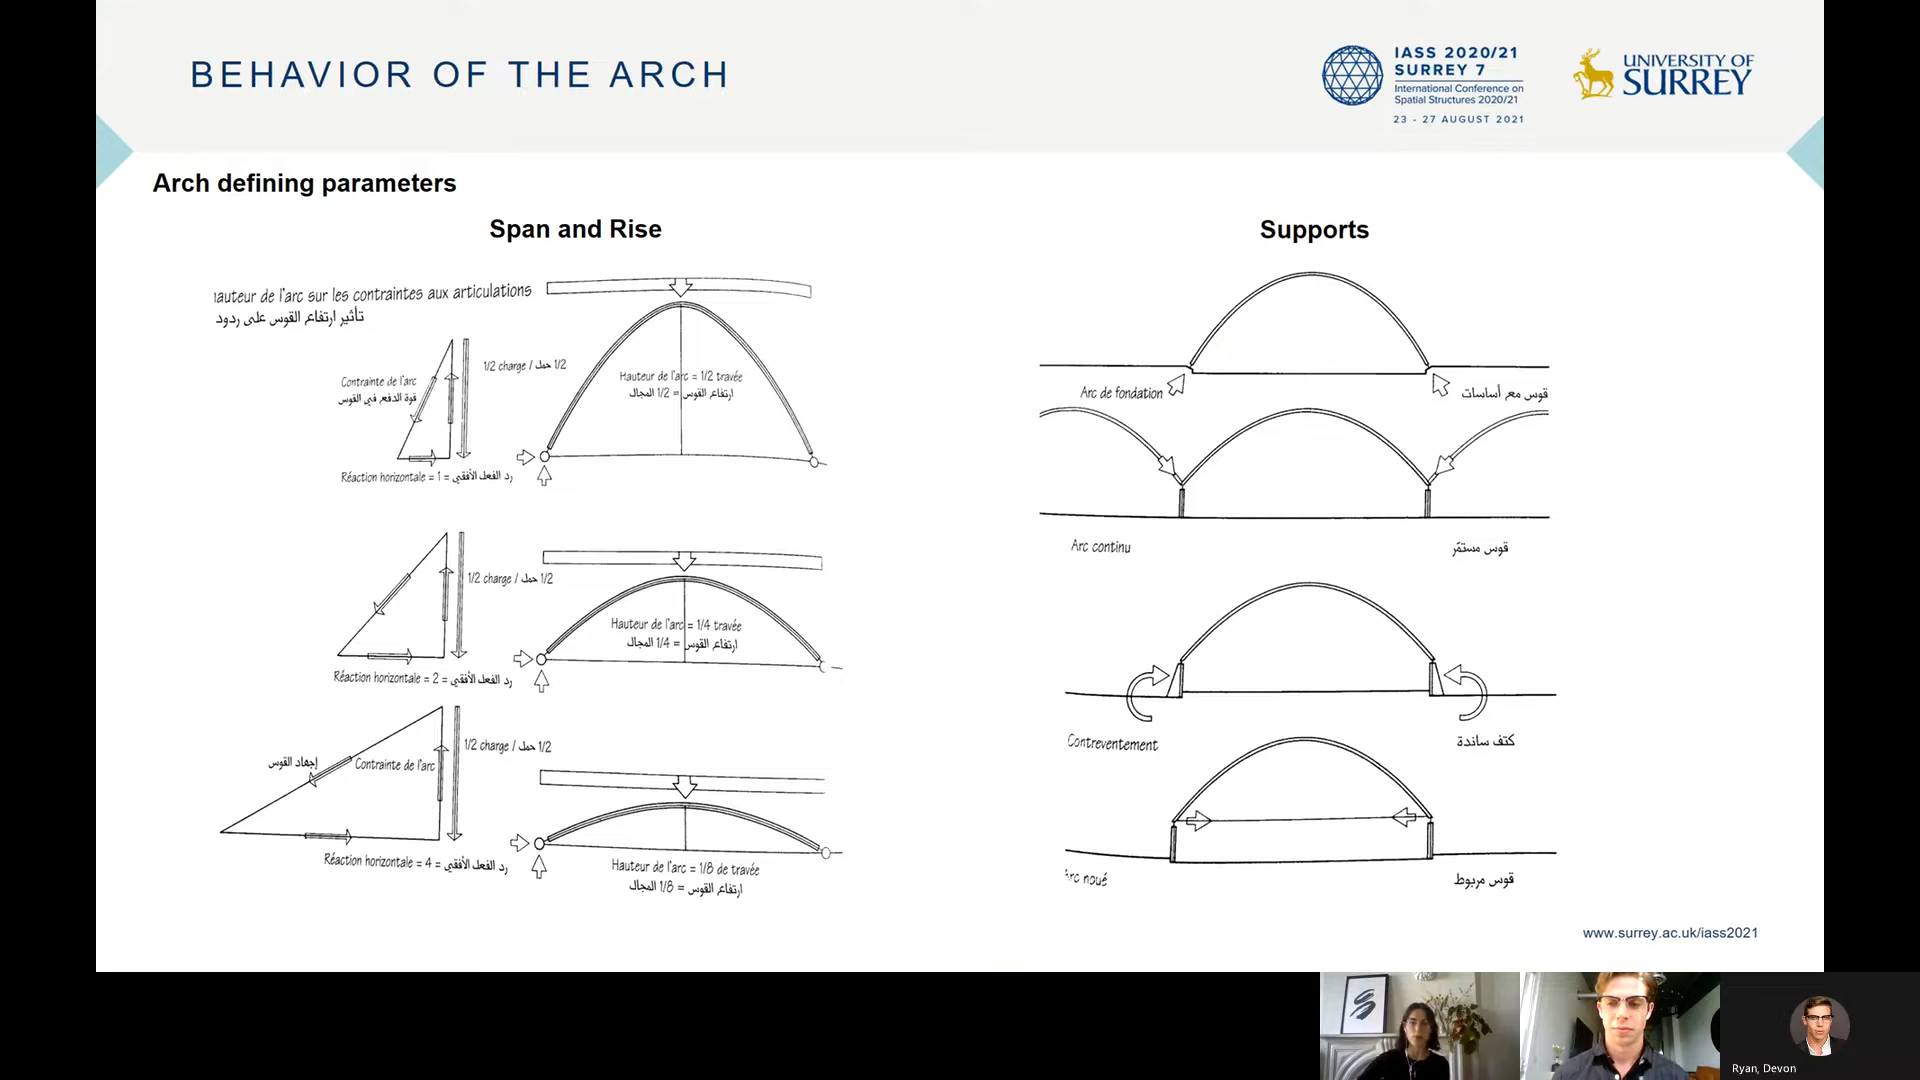 BEHAVIOR OF THE ARCH
IASS 2020/21
SURREY 7
International Conference on
Spatial Structures 2020/21
23 - 27 AUGUST 2021
UNIVERSITY OF
SURREY
Arch defining parameters
Span and Rise
auteur de l'arc sur les contraintes aux articulations
تأثير ارتفاع القوس على ردود
1/2 charge / حمل 1/2
Contrainte de l'arc
قوة الدفع في القوس
Hauteur de l'arc = 1/2 travée
ارتفاع القوس = 1/2 المجال
Réaction horizontale = 1 = رد الفعل الأفقي
1/2 charge / حمل 1/2
Hauteur de l'arc = 1/4 travée
ارتفاع القوس = 1/4 المجال
Réaction horizontale = 2 = رد الفعل الأفقي
1/2 charge / حمل 1/2
إجهاد القوس
Contrainte de l'arc
Réaction horizontale = 4 = رد الفعل الأفقي
Hauteur de l'arc = 1/8 de travée
ارتفاع القوس = 1/8 المجال
Supports
Arc de fondation
قوس مع أساسات
Arc continu
قوس مستمّر
Contreventement
كتف ساندة
Arc noué
قوس مربوط
www.surrey.ac.uk/iass2021
Ryan, Devon